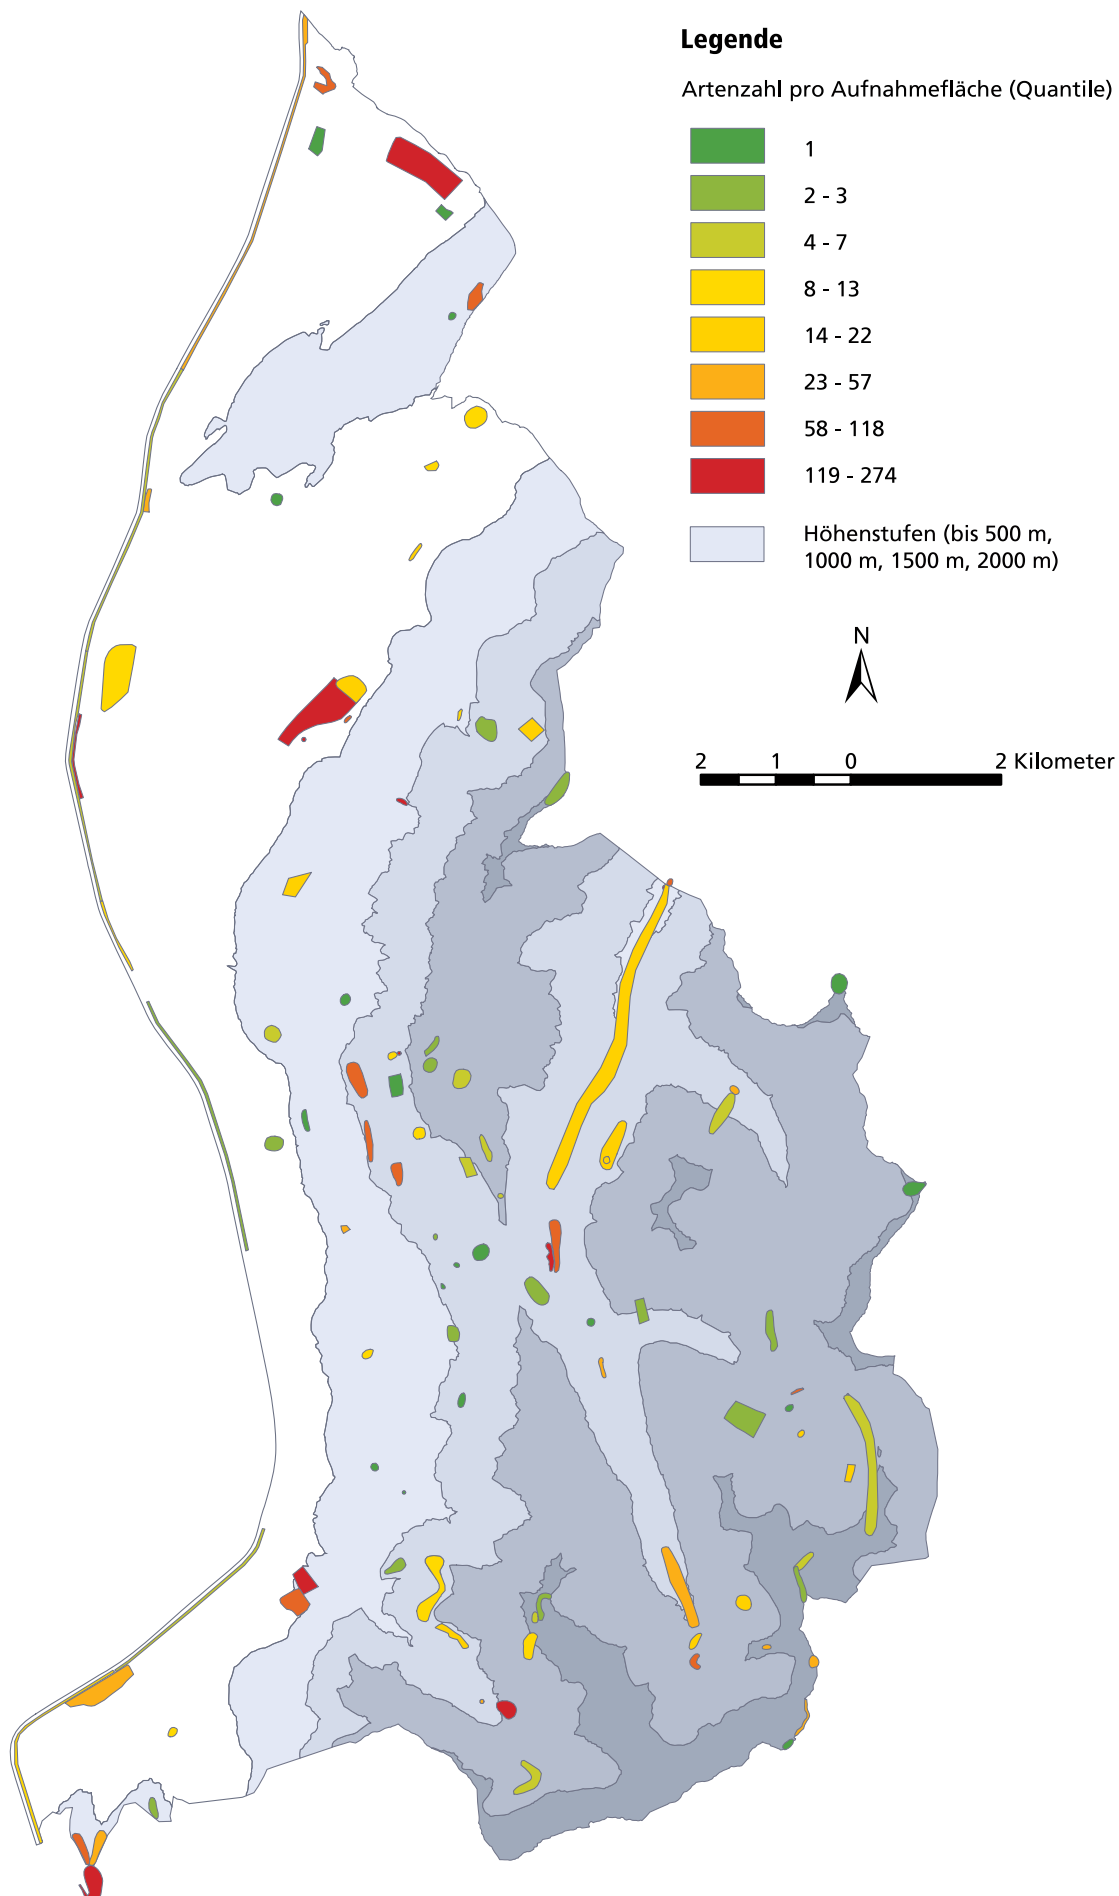 Legende
Artenzahl pro Aufnahmefläche (Quantile)
1
2 - 3
4 - 7
8 - 13
14 - 22
23 - 57
58 - 118
119 - 274
Höhenstufen (bis 500 m,
1000 m, 1500 m, 2000 m)
N
2 1 0 2 Kilometer